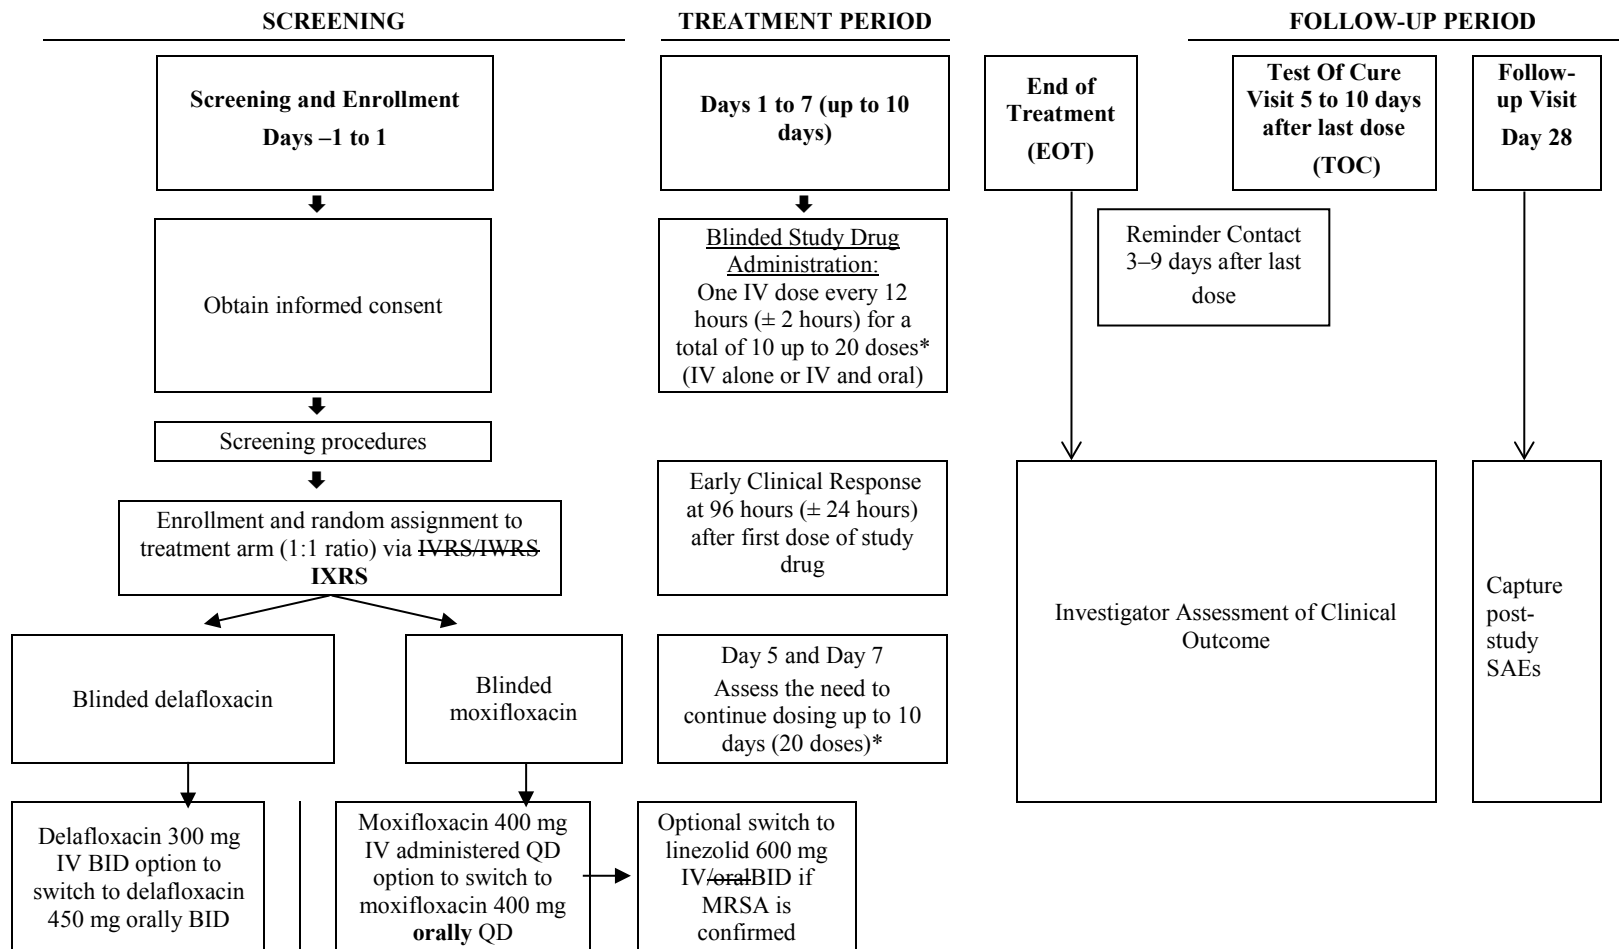 SCREENING
TREATMENT PERIOD
FOLLOW-UP PERIOD
Screening and Enrollment
Days –1 to 1
Days 1 to 7 (up to 10
days)
End of
Treatment
(EOT)
Test Of Cure
Visit 5 to 10 days
after last dose
(TOC)
Follow-
up Visit
Day 28
Obtain informed consent
Blinded Study Drug
Administration:
One IV dose every 12
hours (± 2 hours) for a
total of 10 up to 20 doses*
(IV alone or IV and oral)
Reminder Contact
3–9 days after last
dose
Screening procedures
Enrollment and random assignment to
treatment arm (1:1 ratio) via IVRS/IWRS
IXRS
Early Clinical Response
at 96 hours (± 24 hours)
after first dose of study
drug
Investigator Assessment of Clinical
Outcome
Capture
post-
study
SAEs
Blinded delafloxacin
Blinded
moxifloxacin
Day 5 and Day 7
Assess the need to
continue dosing up to 10
days (20 doses)*
Delafloxacin 300 mg
IV BID option to
switch to delafloxacin
450 mg orally BID
Moxifloxacin 400 mg
IV administered QD
option to switch to
moxifloxacin 400 mg
orally QD
Optional switch to
linezolid 600 mg
IV/oralBID if
MRSA is
confirmed